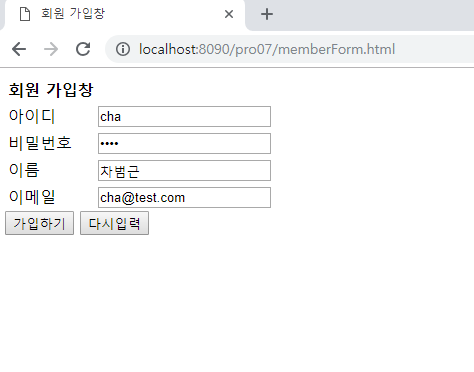 회원 가입창
localhost:8090/pro07/memberForm.html
회원 가입창
아이디 cha
비밀번호 ••••
이름 차범근
이메일 cha@test.com
가입하기 다시입력